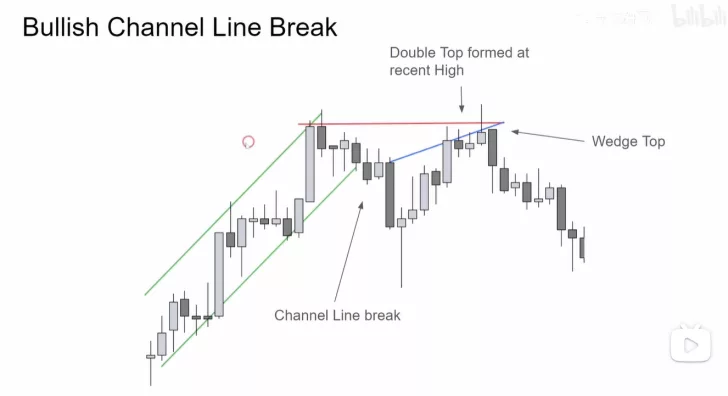 Bullish Channel Line Break
Double Top formed at
recent High
Wedge Top
Channel Line break
bilibili